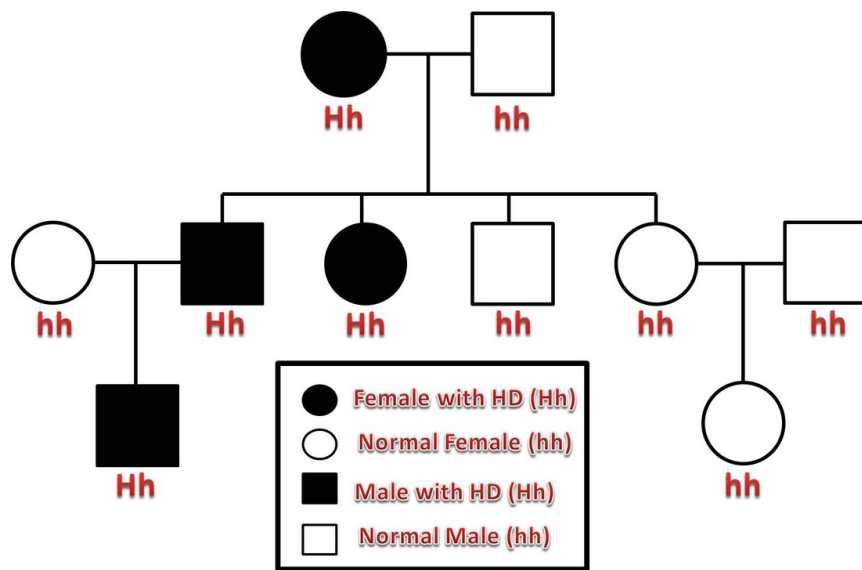 Hh hh
hh Hh Hh hh hh hh
Female with HD (Hh)
Normal Female (hh)
Male with HD (Hh)
Normal Male (hh)
Hh hh